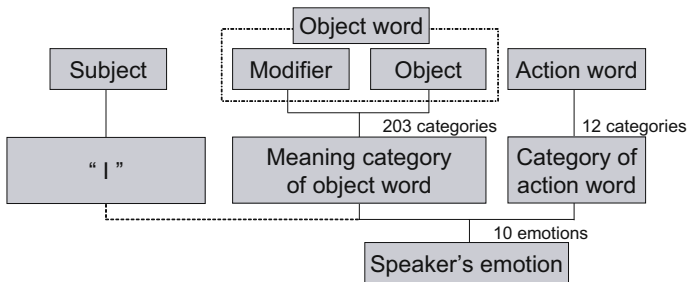 Object word
Subject
Modifier
Object
Action word
203 categories
12 categories
“ I ”
Meaning category
of object word
Category of
action word
10 emotions
Speaker’s emotion